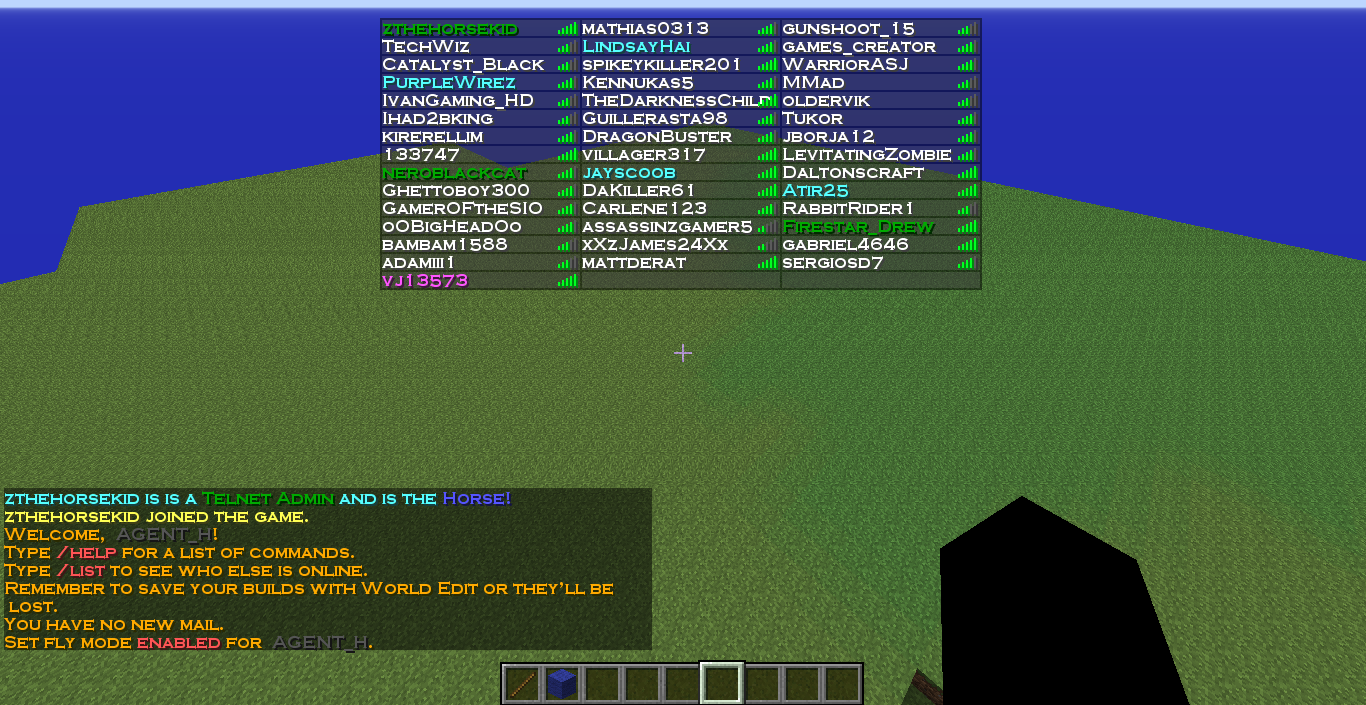 zthehorsekid mathias0313 gunshoot_15
TechWiz LindsayHai games_creator
Catalyst_Black spikeykiller201 WarriorASJ
PurpleWirez Kennukas5 MMad
IvanGaming_HD TheDarknessChild oldervik
Ihad2bking Guillerasta98 Tukor
kirerellim DragonBuster jborja12
133747 villager317 LevitatingZombie
neroblackcat jayscoob Daltonscraft
Ghettoboy300 DaKiller61 Atir25
gamerOFtheSIO Carlene123 RabbitRider1
oOBigHeadOo assassinzgamer5 Firestar_Drew
bambam1588 xXzJames24Xx gabriel4646
adamiii1 mattderat sergiosd7
vj13573
zthehorsekid is is a Telnet Admin and is the Horse!
zthehorsekid joined the game.
Welcome, AGENT_H!
Type /help for a list of commands.
Type /list to see who else is online.
Remember to save your builds with World Edit or they'll be
lost.
You have no new mail.
Set fly mode enabled for AGENT_H.